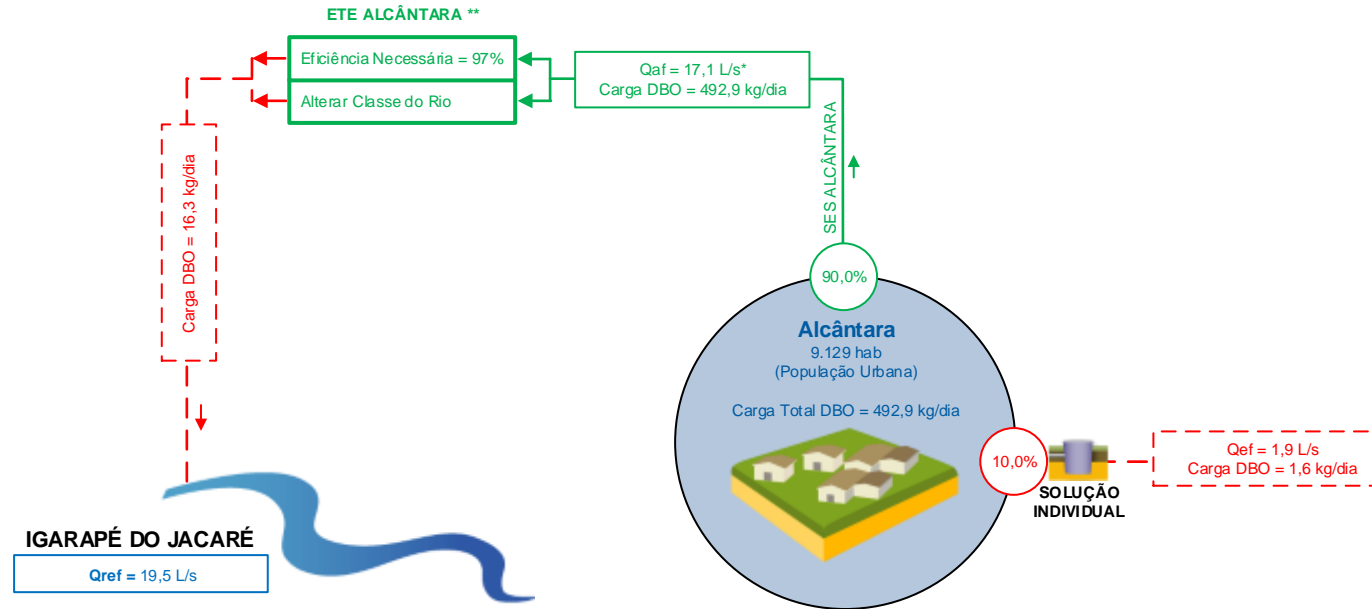 ETE ALCÂNTARA **
Eficiência Necessária = 97%
Alterar Classe do Rio
Qaf = 17,1 L/s*
Carga DBO = 492,9 kg/dia
SES ALCÂNTARA
Carga DBO = 16,3 kg/dia
90,0%
Alcântara
9.129 hab
(População Urbana)
Carga Total DBO = 492,9 kg/dia
10,0%
SOLUÇÃO
INDIVIDUAL
Qef = 1,9 L/s
Carga DBO = 1,6 kg/dia
IGARAPÉ DO JACARÉ
Qref = 19,5 L/s